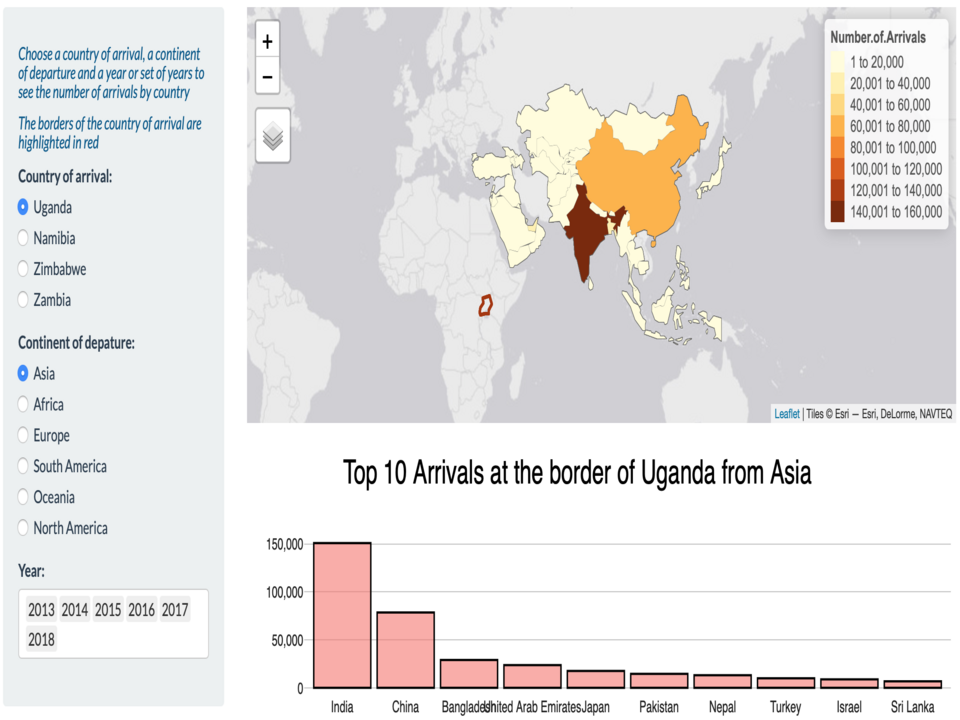 Choose a country of arrival, a continent
of departure and a year or set of years to
see the number of arrivals by country
The borders of the country of arrival are
highlighted in red
Country of arrival:
Uganda
Namibia
Zimbabwe
Zambia
Continent of depature:
Asia
Africa
Europe
South America
Oceania
North America
Year:
2013 2014 2015 2016 2017
2018
+
−
Number.of.Arrivals
1 to 20,000
20,001 to 40,000
40,001 to 60,000
60,001 to 80,000
80,001 to 100,000
100,001 to 120,000
120,001 to 140,000
140,001 to 160,000
Leaflet | Tiles © Esri — Esri, DeLorme, NAVTEQ
Top 10 Arrivals at the border of Uganda from Asia
150,000
100,000
50,000
0
India China Bangladesh United Arab Emirates Japan Pakistan Nepal Turkey Israel Sri Lanka